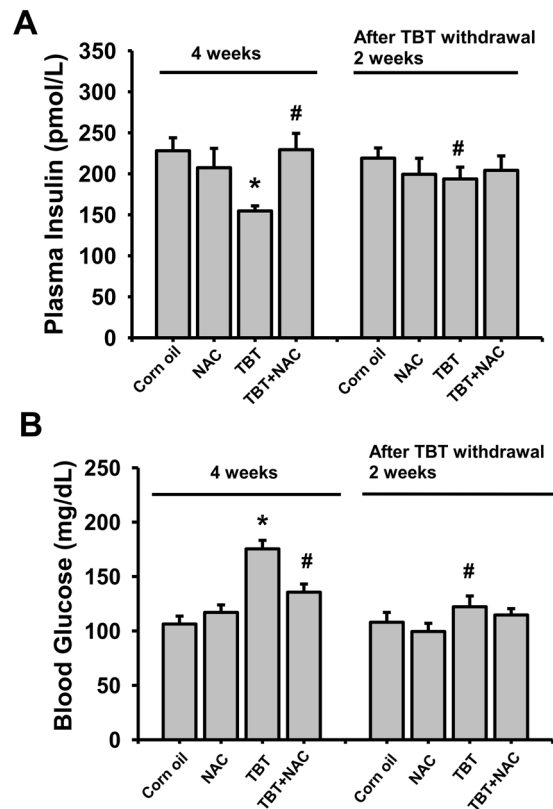 A
4 weeks
After TBT withdrawal
2 weeks
Plasma Insulin (pmol/L)
350
300
250
200
150
100
50
0
#
*
#
Corn oil
NAC
TBT
TBT+NAC
Corn oil
NAC
TBT
TBT+NAC
B
4 weeks
After TBT withdrawal
2 weeks
Blood Glucose (mg/dL)
250
200
150
100
50
0
*
#
#
Corn oil
NAC
TBT
TBT+NAC
Corn oil
NAC
TBT
TBT+NAC